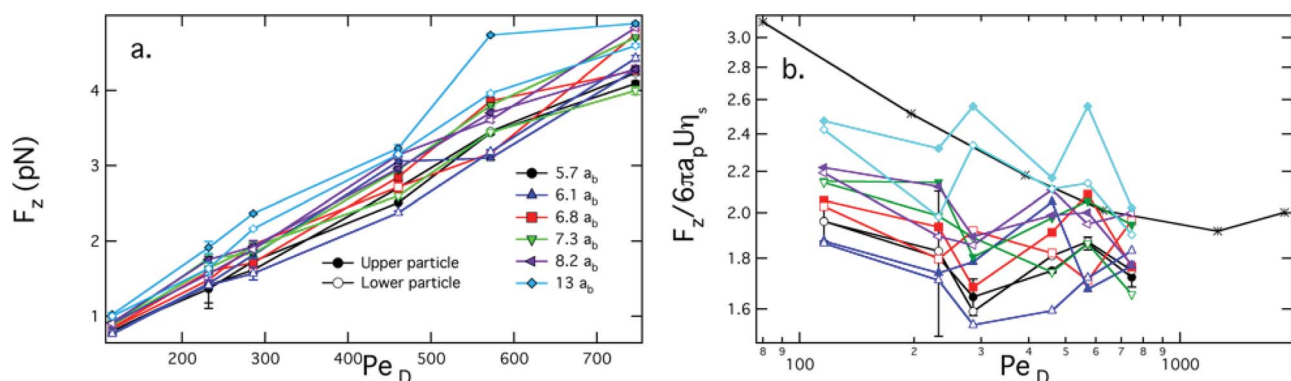 a.
F_z (pN)
4
3
2
1
200
300
400
500
600
700
Pe_D
Upper particle
Lower particle
5.7 a_b
6.1 a_b
6.8 a_b
7.3 a_b
8.2 a_b
13 a_b
b.
F_z/6πa_pUη_s
3.0
2.8
2.6
2.4
2.2
2.0
1.8
1.6
8 9 2 3 4 5 6 7 8 9
100 1000
Pe_D